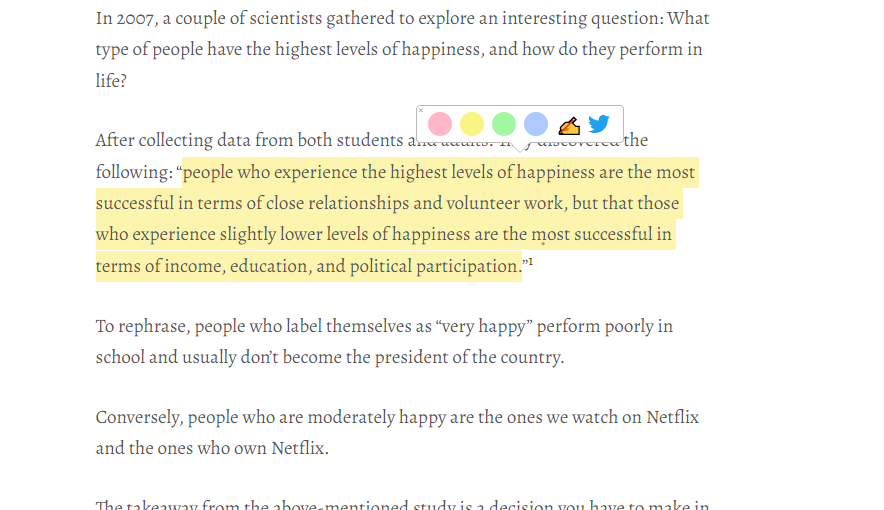 In 2007, a couple of scientists gathered to explore an interesting question: What
type of people have the highest levels of happiness, and how do they perform in
life?
After collecting data from both students and adults. They discovered the
following: “people who experience the highest levels of happiness are the most
successful in terms of close relationships and volunteer work, but that those
who experience slightly lower levels of happiness are the most successful in
terms of income, education, and political participation.”1
To rephrase, people who label themselves as “very happy” perform poorly in
school and usually don’t become the president of the country.
Conversely, people who are moderately happy are the ones we watch on Netflix
and the ones who own Netflix.
The takeaway from the above-mentioned study is a decision you have to make in